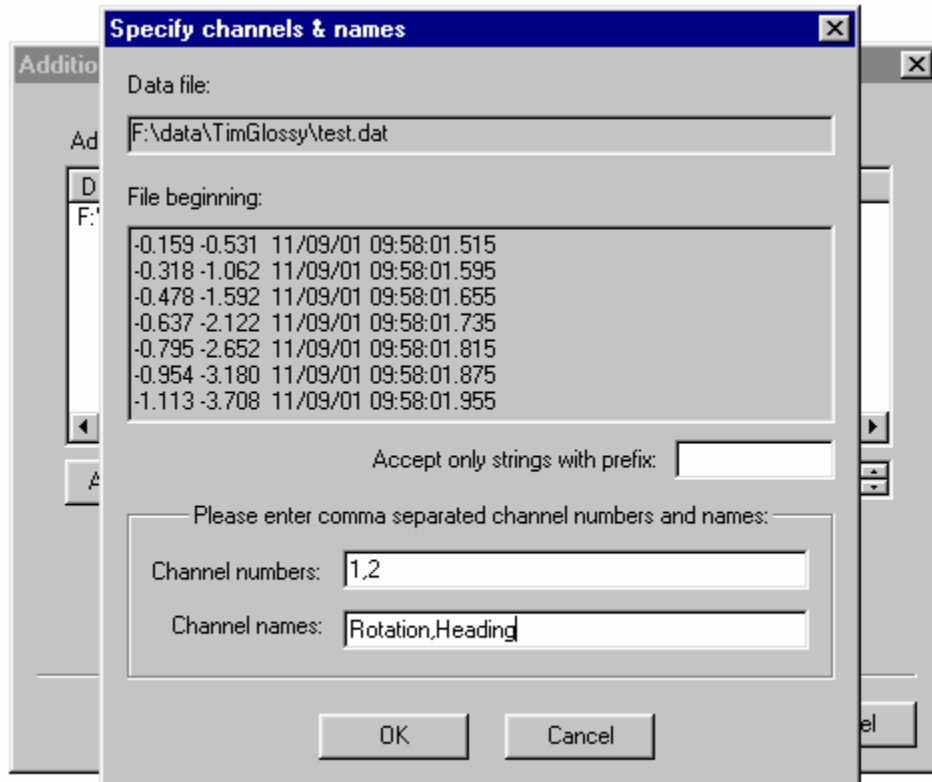 Specify channels & names
Additio
Data file:
F:\data\TimGlossy\test.dat
Ad
File beginning:
D
F:\
-0.159 -0.531 11/09/01 09:58:01.515
-0.318 -1.062 11/09/01 09:58:01.595
-0.478 -1.592 11/09/01 09:58:01.655
-0.637 -2.122 11/09/01 09:58:01.735
-0.795 -2.652 11/09/01 09:58:01.815
-0.954 -3.180 11/09/01 09:58:01.875
-1.113 -3.708 11/09/01 09:58:01.955
Accept only strings with prefix:
A
Please enter comma separated channel numbers and names:
Channel numbers: 1,2
Channel names: Rotation,Heading
OK Cancel
el